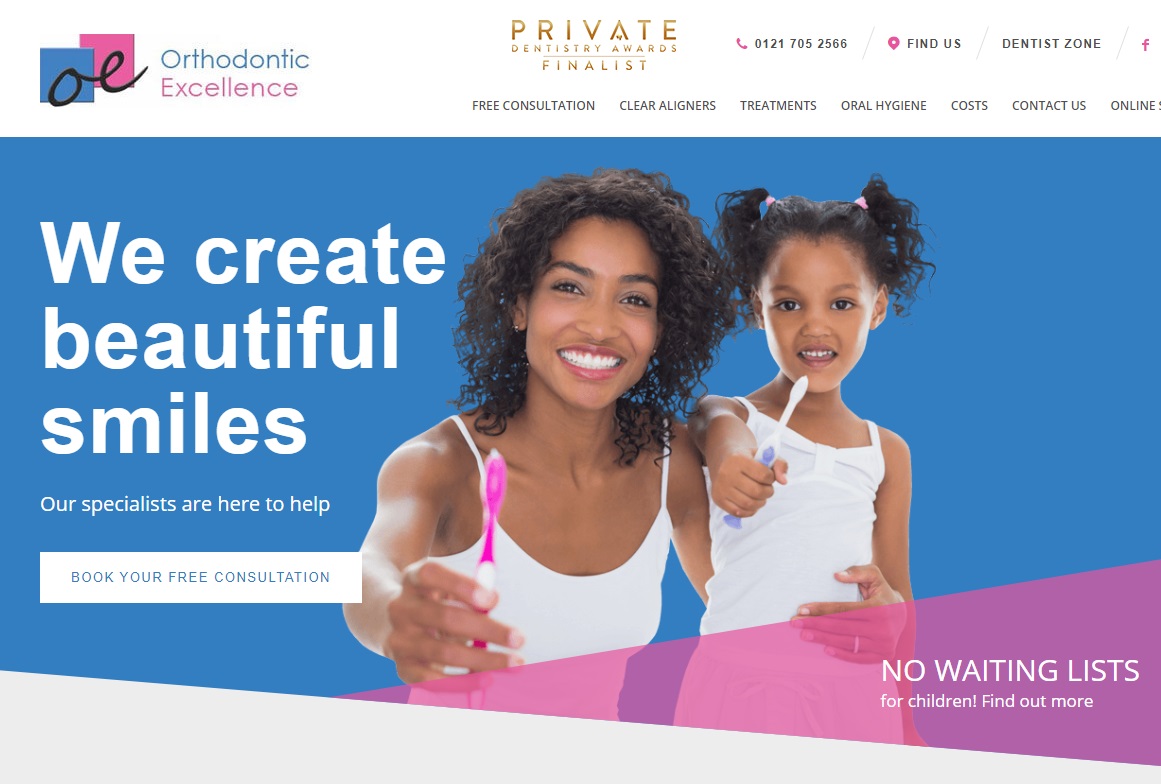 oe
Orthodontic
Excellence
PRIVATE
DENTISTRY AWARDS
FINALIST
0121 705 2566
FIND US
DENTIST ZONE
f
FREE CONSULTATION
CLEAR ALIGNERS
TREATMENTS
ORAL HYGIENE
COSTS
CONTACT US
ONLINE
We create
beautiful
smiles
Our specialists are here to help
BOOK YOUR FREE CONSULTATION
NO WAITING LISTS
for children! Find out more